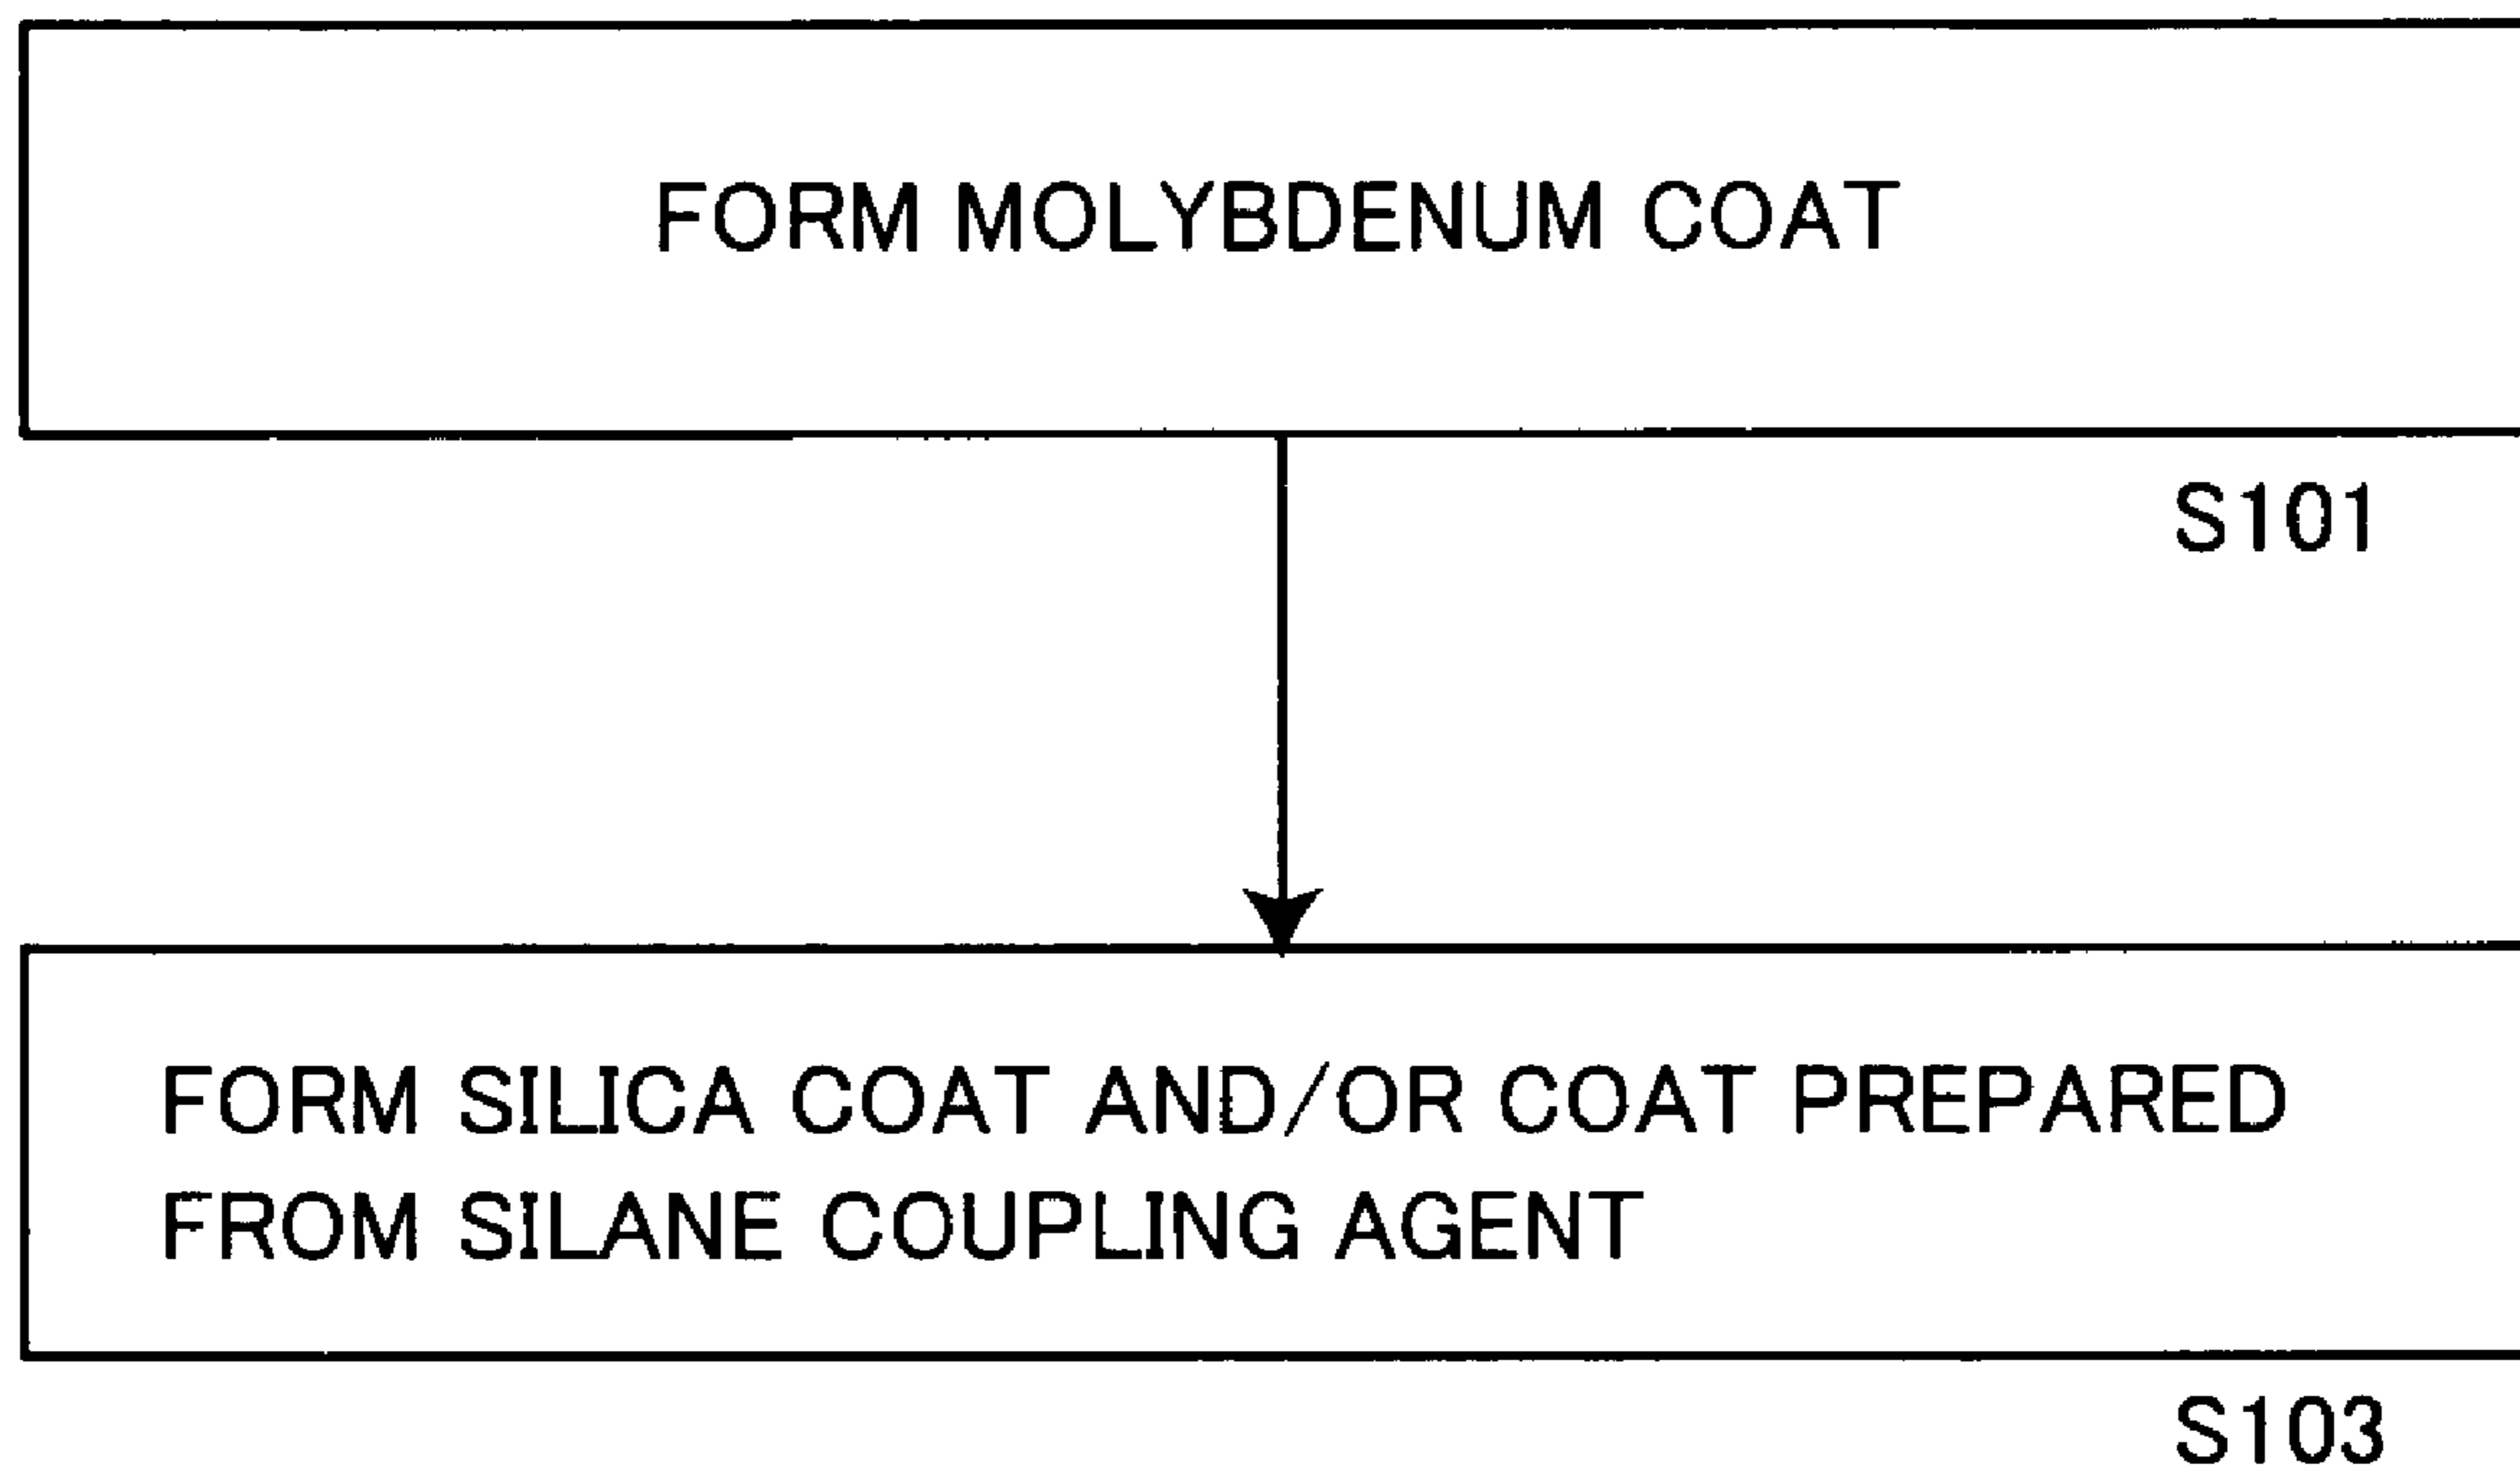 FORM MOLYBDENUM COAT
S101
FORM SILICA COAT AND/OR COAT PREPARED
FROM SILANE COUPLING AGENT
S103